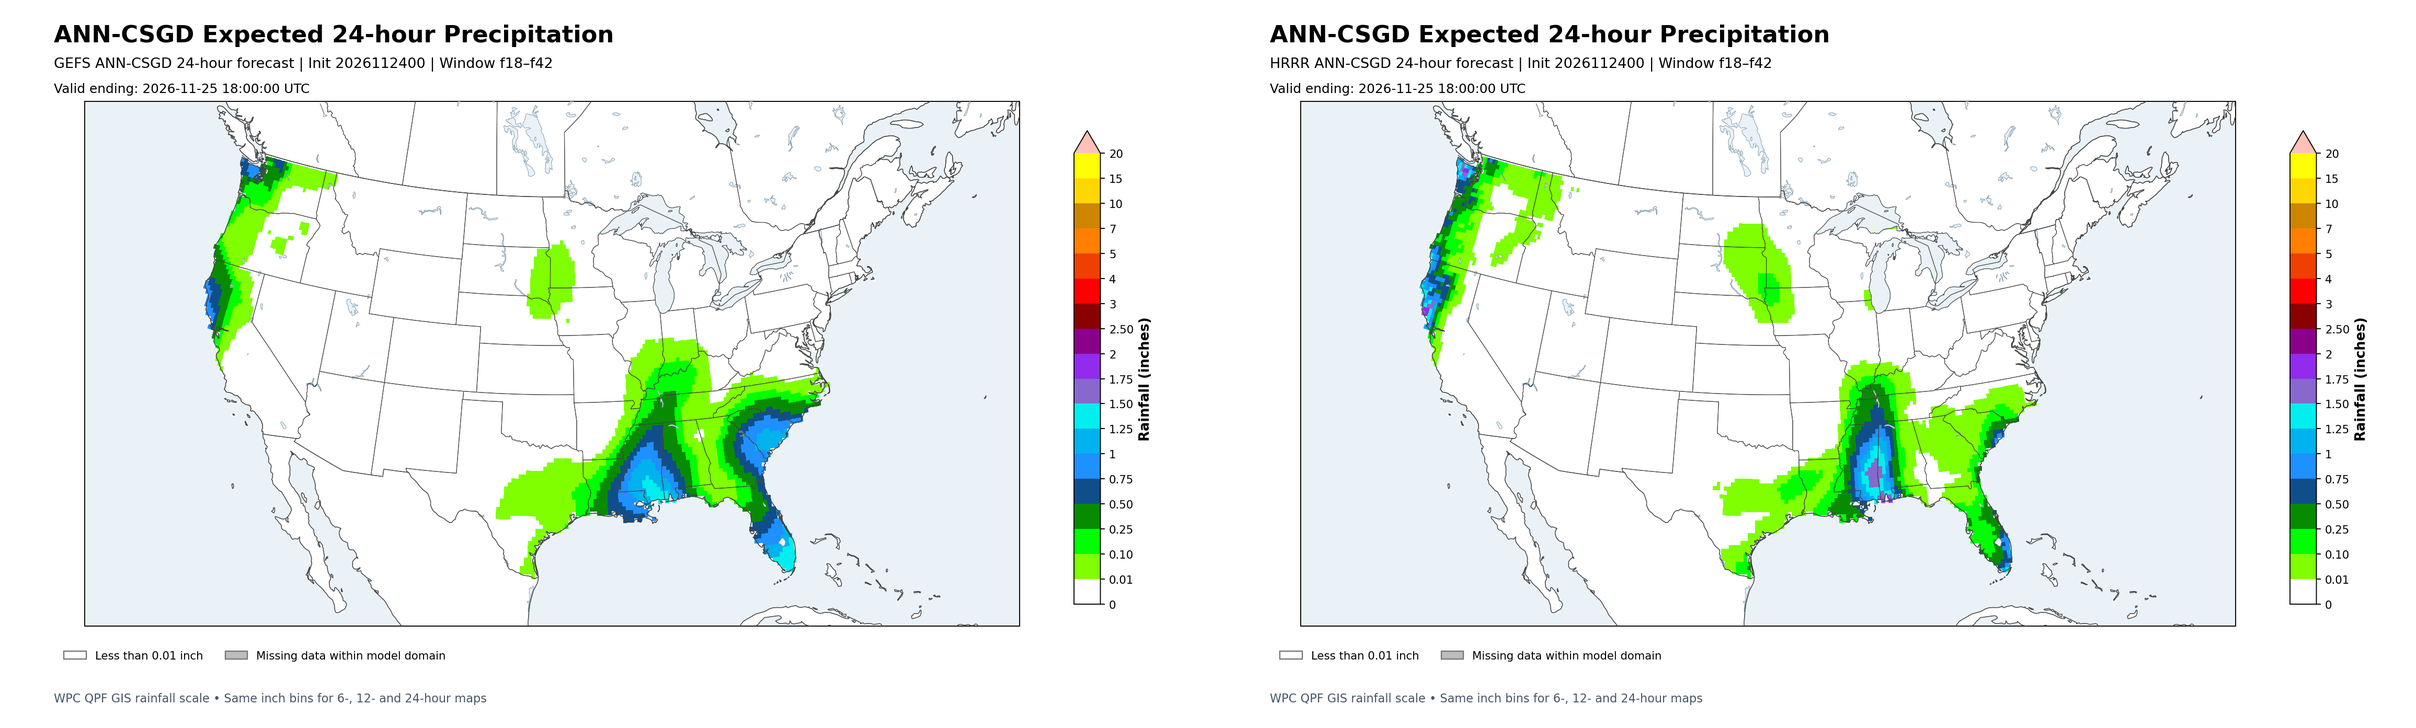 ANN-CSGD Expected 24-hour Precipitation
GEFS ANN-CSGD 24-hour forecast | Init 2026112400 | Window f18–f42
Valid ending: 2026-11-25 18:00:00 UTC
20
15
10
7
5
4
3
2.50
2
1.75
1.50
1.25
1
0.75
0.50
0.25
0.10
0.01
0
Rainfall (inches)
Less than 0.01 inch
Missing data within model domain
WPC QPF GIS rainfall scale • Same inch bins for 6-, 12- and 24-hour maps
ANN-CSGD Expected 24-hour Precipitation
HRRR ANN-CSGD 24-hour forecast | Init 2026112400 | Window f18–f42
Valid ending: 2026-11-25 18:00:00 UTC
20
15
10
7
5
4
3
2.50
2
1.75
1.50
1.25
1
0.75
0.50
0.25
0.10
0.01
0
Rainfall (inches)
Less than 0.01 inch
Missing data within model domain
WPC QPF GIS rainfall scale • Same inch bins for 6-, 12- and 24-hour maps